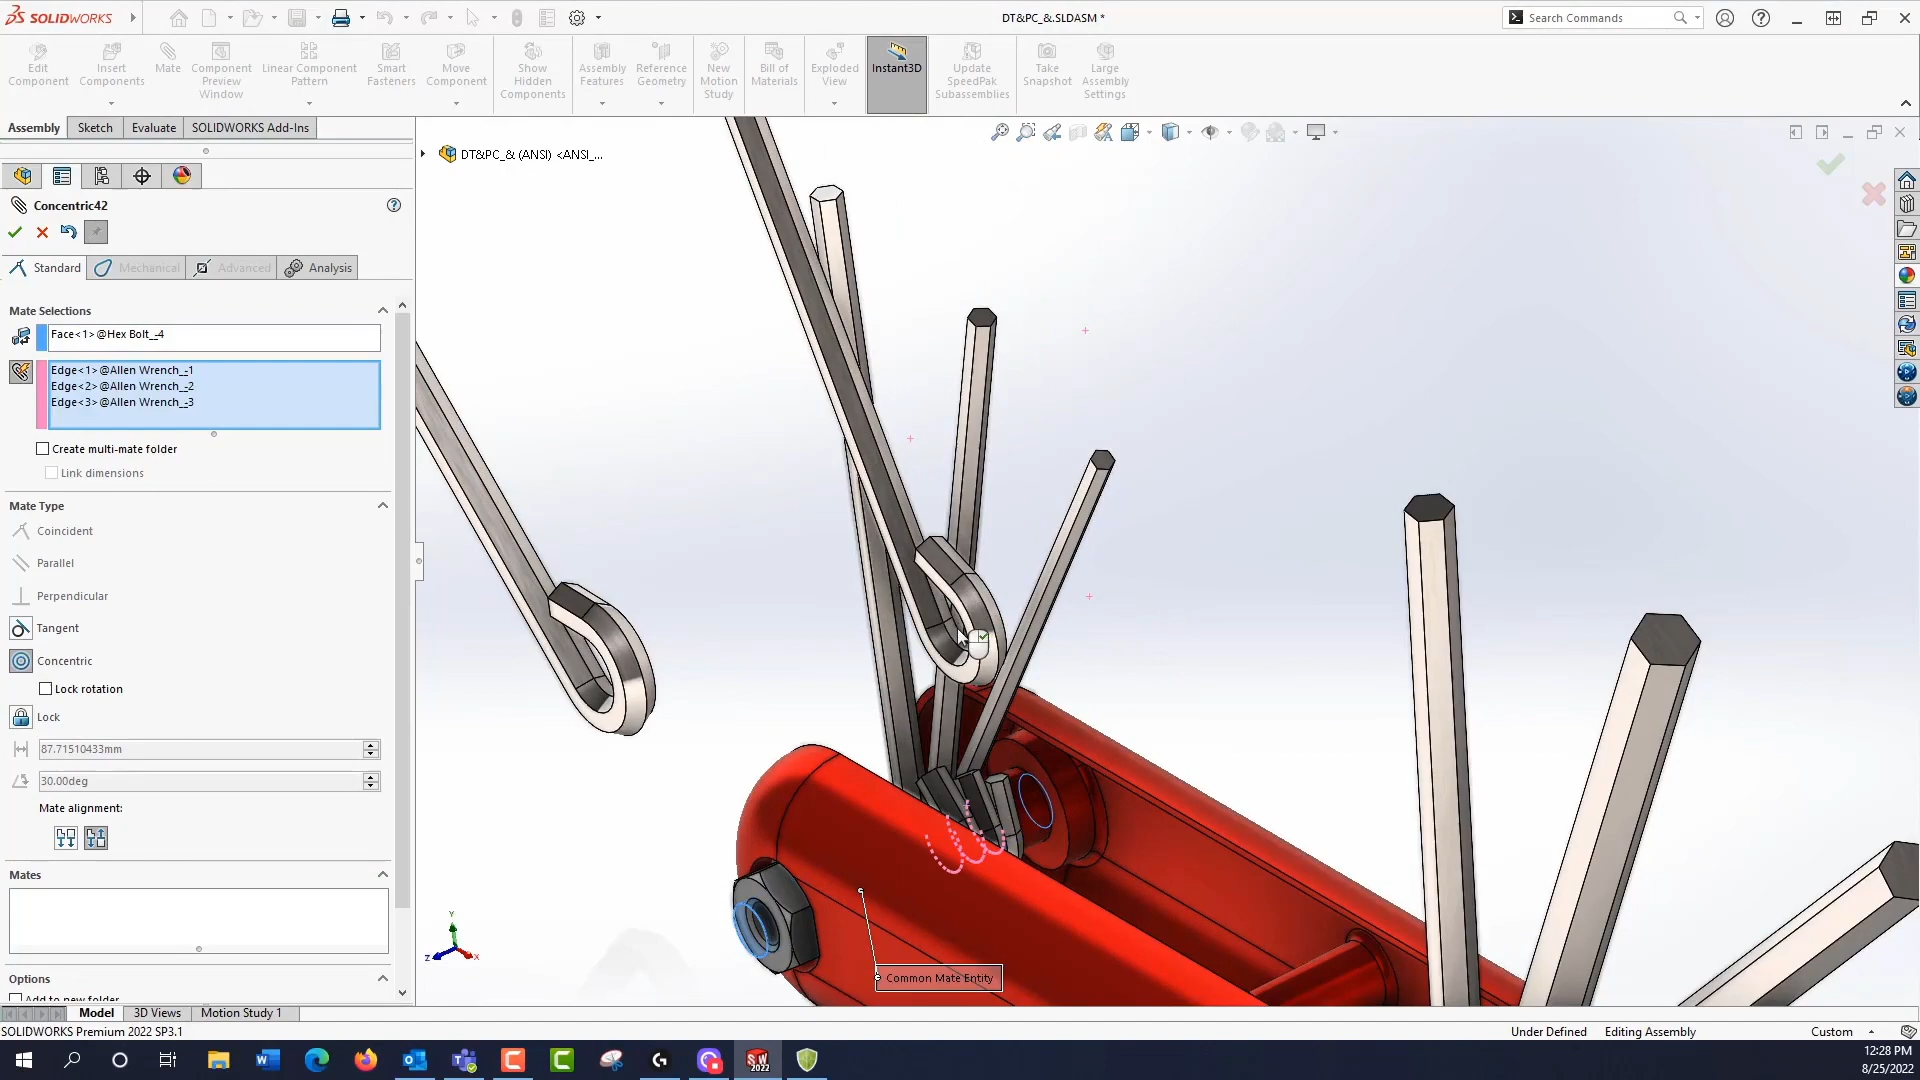 SOLIDWORKS
DT&PC_&.SLDASM *
Search Commands
Edit Component
Insert Components
Mate
Component Preview Window
Linear Component Pattern
Smart Fasteners
Move Component
Show Hidden Components
Assembly Features
Reference Geometry
New Motion Study
Bill of Materials
Exploded View
Instant3D
Update SpeedPak Subassemblies
Take Snapshot
Large Assembly Settings
Assembly
Sketch
Evaluate
SOLIDWORKS Add-Ins
DT&PC_& (ANSI) <ANSI_...
Concentric42
Standard
Mechanical
Advanced
Analysis
Mate Selections
Face<1>@Hex Bolt_-4
Edge<1>@Allen Wrench_-1
Edge<2>@Allen Wrench_-2
Edge<3>@Allen Wrench_-3
Create multi-mate folder
Link dimensions
Mate Type
Coincident
Parallel
Perpendicular
Tangent
Concentric
Lock rotation
Lock
87.71510433mm
30.00deg
Mate alignment:
Mates
Options
Add to new folder
Common Mate Entity
Y
Z
X
Model
3D Views
Motion Study 1
SOLIDWORKS Premium 2022 SP3.1
Under Defined
Editing Assembly
Custom
12:28 PM
8/25/2022